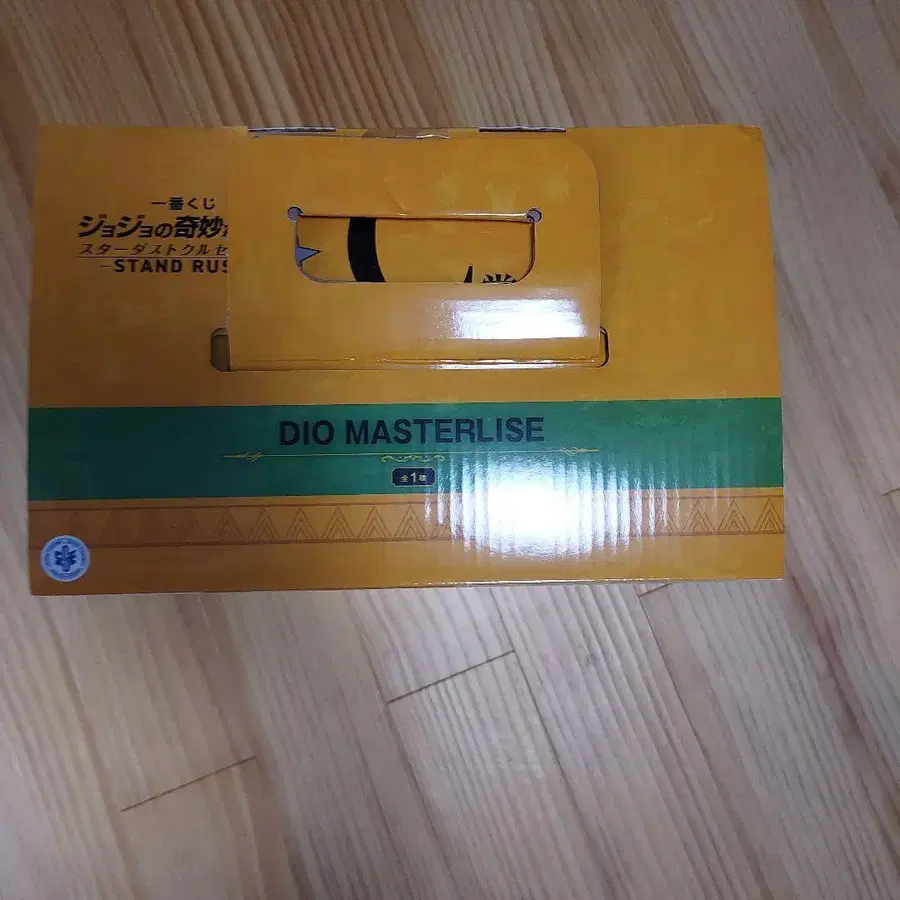 一番くじ
ジョジョの奇妙
スターダストクルセ
—STAND RUS
DIO MASTERLISE
全1種